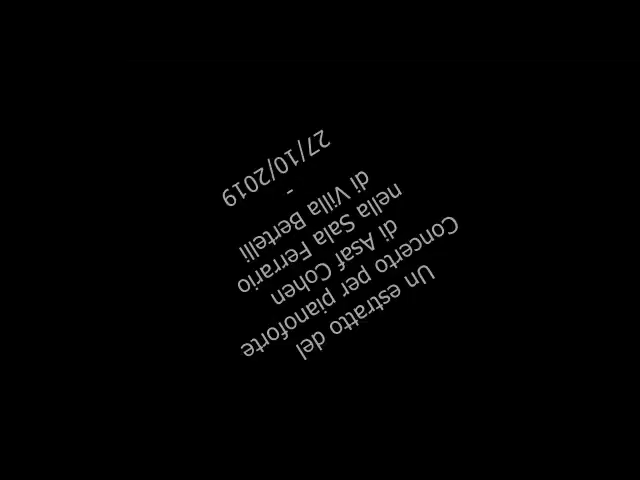 Un estratto del
Concerto per pianoforte
di Asaf Cohen
nella Sala Ferrario
di Villa Bertelli
-
27/10/2019